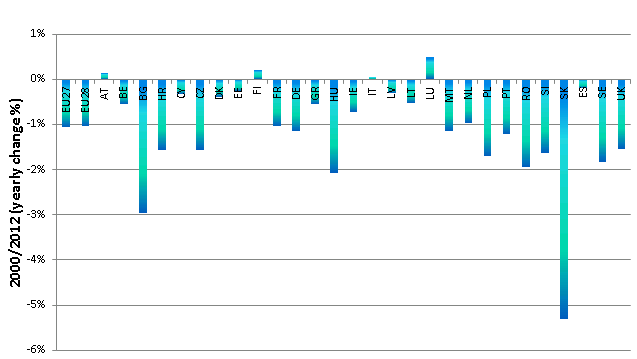 2000/2012 (yearly change %)
1%
0%
-1%
-2%
-3%
-4%
-5%
-6%
EU27
EU28
AT
BE
BG
HR
CY
CZ
DK
EE
FI
FR
DE
GR
HU
IE
IT
LV
LT
LU
MT
NL
PL
PT
RO
SI
SK
ES
SE
UK